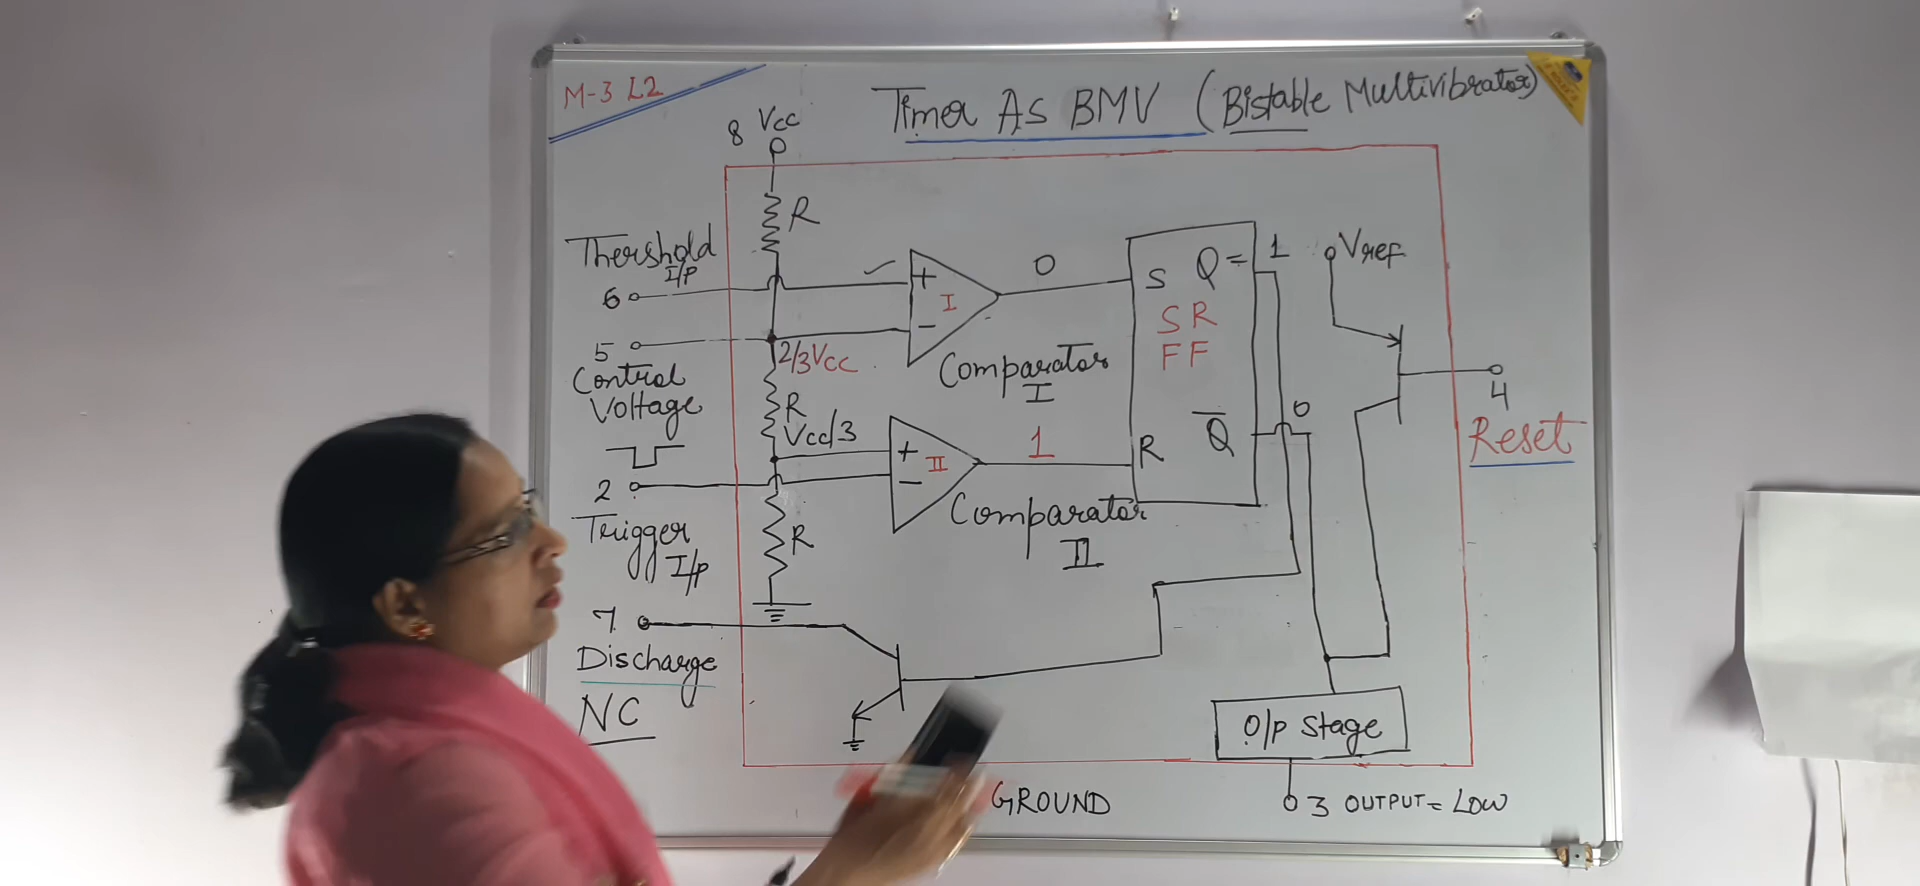 M-3 L2
Timer As BMV (Bistable Multivibrator)
8 Vcc
R
Thershold
I/P
6
+
I
-
0
S Q = 1
Vref
SR
FF
5
2/3Vcc
Control
Voltage
Comparator
I
4
Reset
R
Vcc/3
+
II
-
1
R Q̅
0
2
Trigger
I/p
R
Comparator
II
7
Discharge
NC
O/p Stage
GROUND
3 OUTPUT = LOW